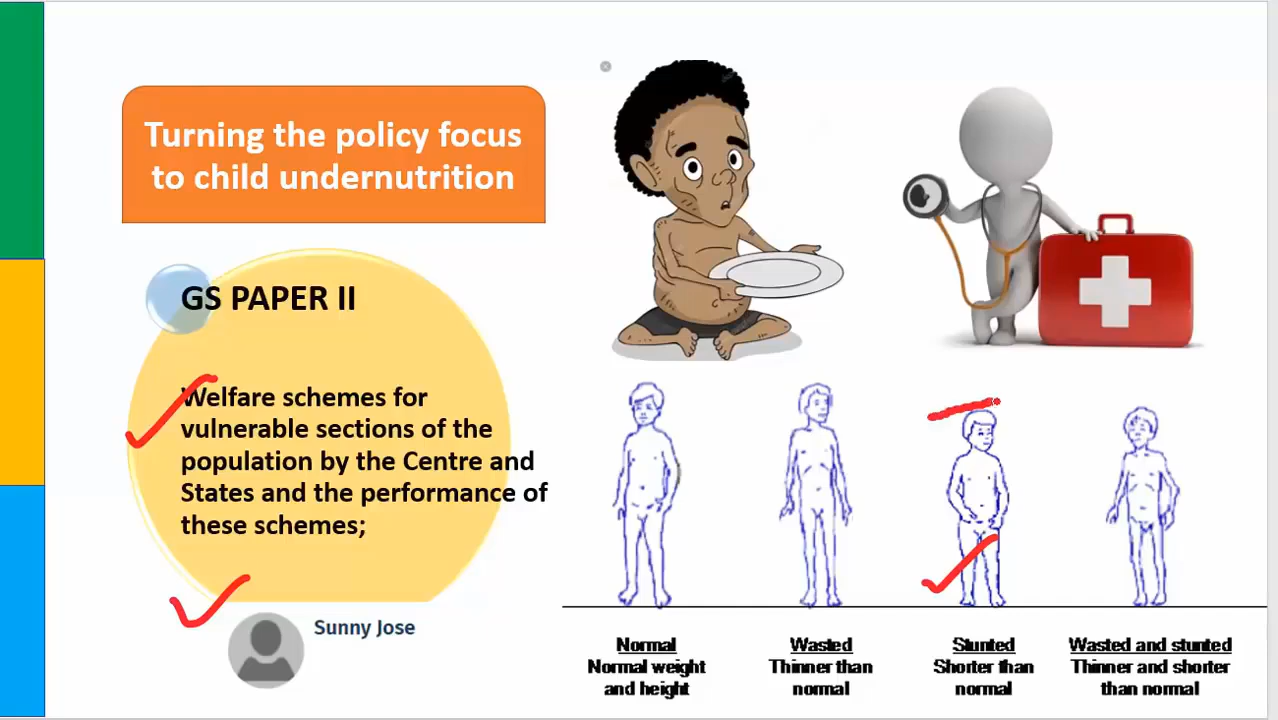 Turning the policy focus
to child undernutrition
GS PAPER II
Welfare schemes for
vulnerable sections of the
population by the Centre and
States and the performance of
these schemes;
Sunny Jose
Normal
Normal weight
and height
Wasted
Thinner than
normal
Stunted
Shorter than
normal
Wasted and stunted
Thinner and shorter
than normal